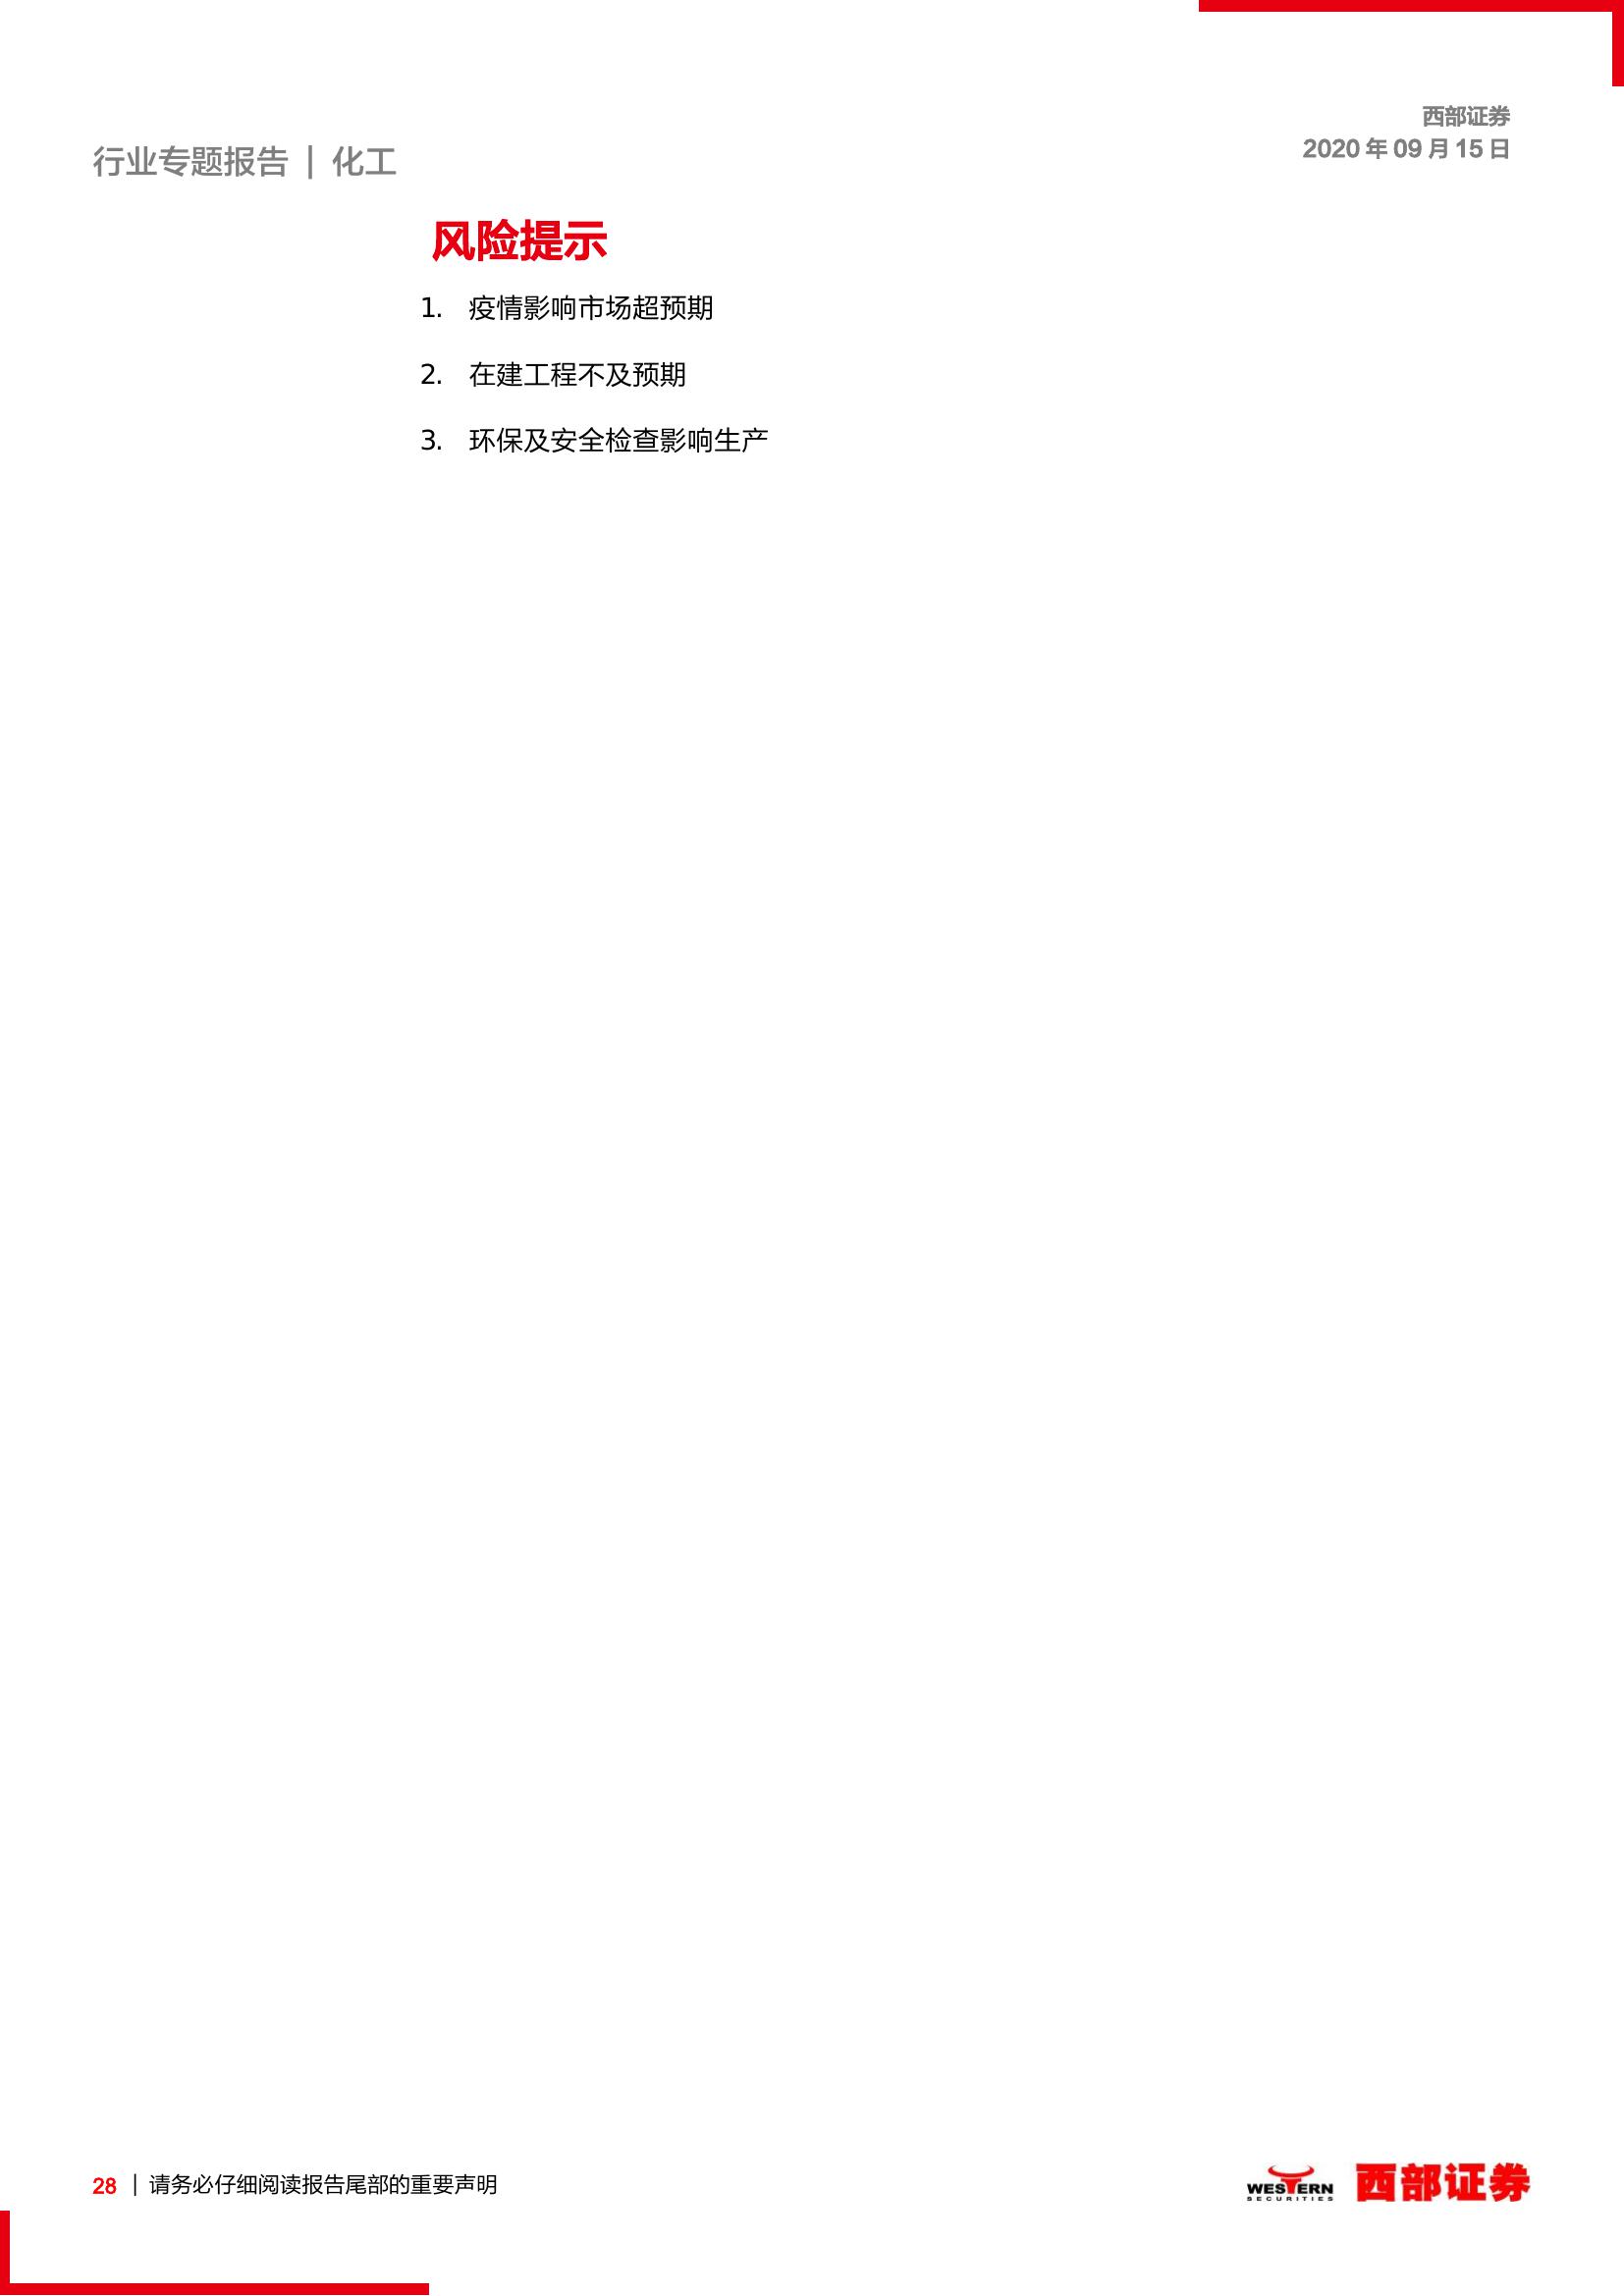 西部证券
2020 年 09 月 15 日
行业专题报告 | 化工
风险提示
1. 疫情影响市场超预期
2. 在建工程不及预期
3. 环保及安全检查影响生产
28 | 请务必仔细阅读报告尾部的重要声明
WESTERN
SECURITIES
西部证券